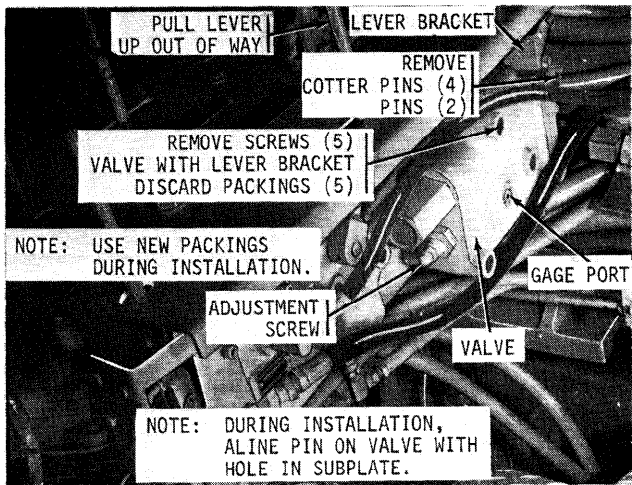 PULL LEVER
UP OUT OF WAY
LEVER BRACKET
REMOVE
COTTER PINS (4)
PINS (2)
REMOVE SCREWS (5)
VALVE WITH LEVER BRACKET
DISCARD PACKINGS (5)
NOTE: USE NEW PACKINGS
DURING INSTALLATION.
GAGE PORT
ADJUSTMENT
SCREW
VALVE
NOTE: DURING INSTALLATION,
ALINE PIN ON VALVE WITH
HOLE IN SUBPLATE.